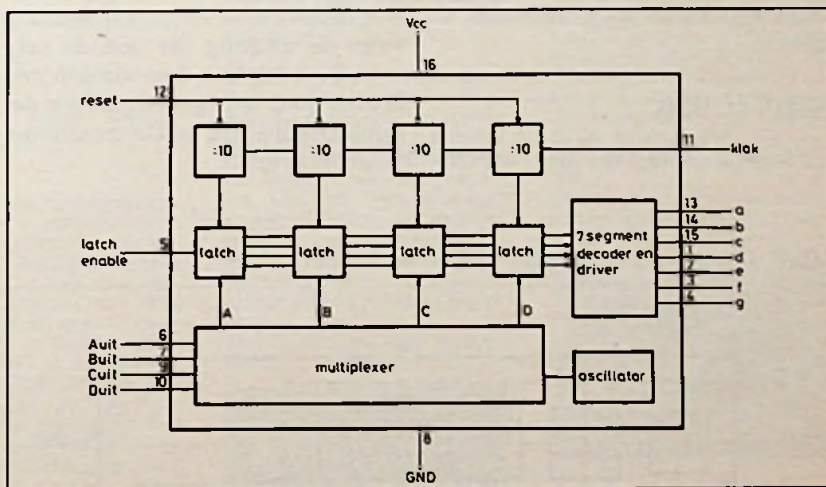 Vcc
16
reset 12
:10 :10 :10 :10
11 klok
latch enable 5
latch latch latch latch
7 segment decoder en driver
13 a
14 b
15 c
1 d
2 e
3 f
4 g
A B C D
Auit 6
Buit 7
Cuit 9
Duit 10
multiplexer
oscillator
8
GND